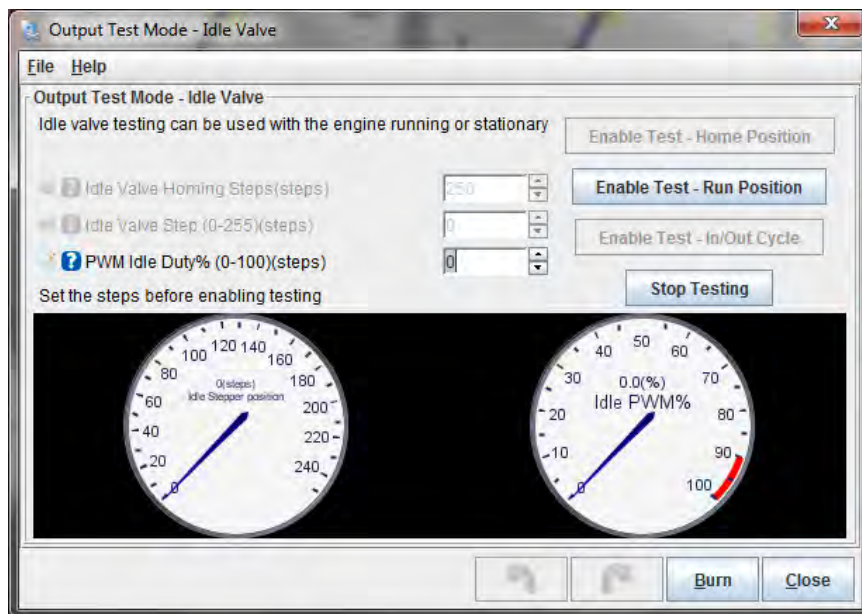 Output Test Mode - Idle Valve
File Help
Output Test Mode - Idle Valve
Idle valve testing can be used with the engine running or stationary
Enable Test - Home Position
Idle Valve Homing Steps(steps)
250
Enable Test - Run Position
Idle Valve Step (0-255)(steps)
0
Enable Test - In/Out Cycle
PWM Idle Duty% (0-100)(steps)
0
Set the steps before enabling testing
Stop Testing
0 20 40 60 80 100 120 140 160 180 200 220 240
0(steps)
Idle Stepper position
0 10 20 30 40 50 60 70 80 90 100
0.0(%)
Idle PWM%
Burn
Close